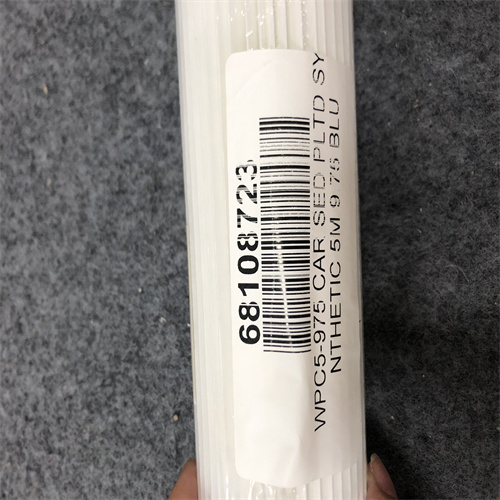 68108723
WPC5-975 CAR SED PLTD SY
NTHETIC 5M 9 75 BLU